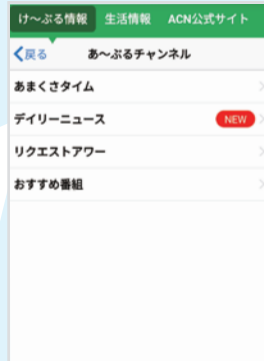 け〜ぶる情報 生活情報 ACN公式サイト
戻る あ〜ぶるチャンネル
あまくさタイム
デイリーニュース NEW
リクエストアワー
おすすめ番組